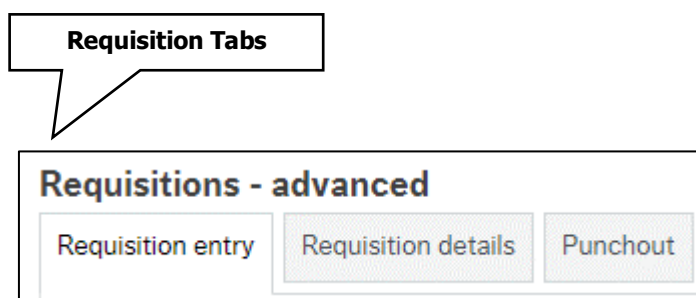 Requisition Tabs
Requisitions - advanced
Requisition entry Requisition details Punchout